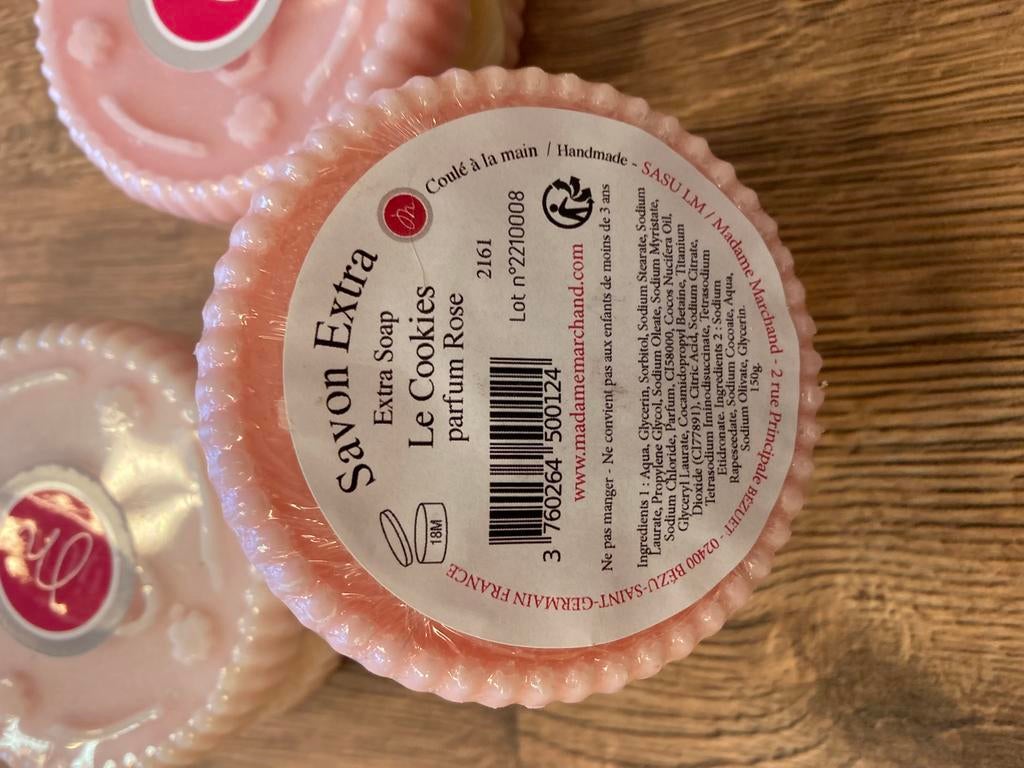 Savon Extra
Extra Soap
Le Cookies
parfum Rose
2161
Lot n°2210008
18M
3 760264 500124
www.madamemarchand.com
Ne pas manger - Ne convient pas aux enfants de moins de 3 ans
Ingredients 1 : Aqua, Glycerin, Sorbitol, Sodium Stearate, Sodium
Laurate, Propylene Glycol, Sodium Oleate, Sodium Myristate,
Sodium Chloride, Parfum, CI58000, Cocos Nucifera Oil,
Glyceryl Laurate, Cocamidopropyl Betaine, Titanium
Dioxide (CI77891), Citric Acid, Sodium Citrate,
Tetrasodium Iminodisuccinate, Tetrasodium
Etidronate. Ingredients 2 : Sodium
Rapeseedate, Sodium Cocoate, Aqua,
Sodium Olivate, Glycerin.
150g.
Coulé à la main / Handmade - SASU LM / Madame Marchand - 2 rue Principale BÉZUET - 02400 BÉZU-SAINT-GERMAIN FRANCE